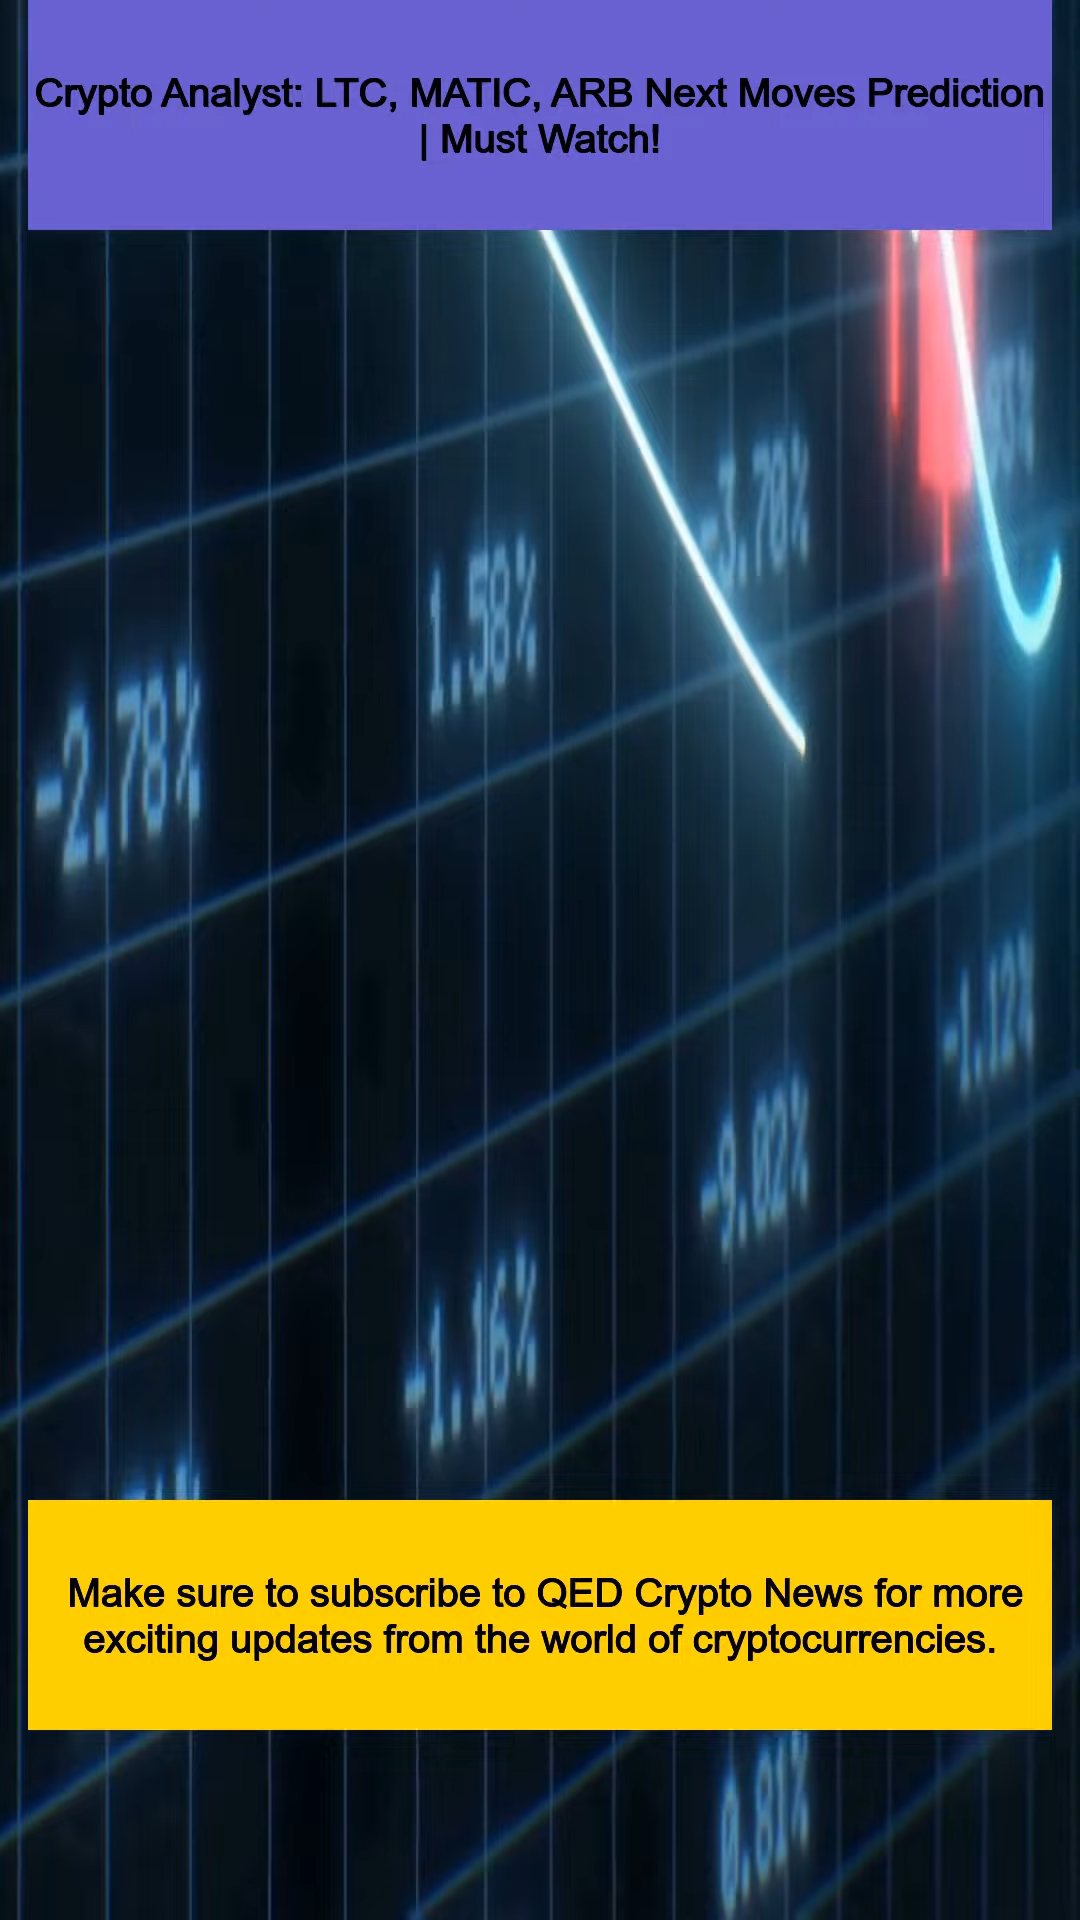 Crypto Analyst: LTC, MATIC, ARB Next Moves Prediction
| Must Watch!
-3.70%
1.58%
-2.78%
-1.12%
-9.02%
-1.16%
Make sure to subscribe to QED Crypto News for more
exciting updates from the world of cryptocurrencies.
0.81%